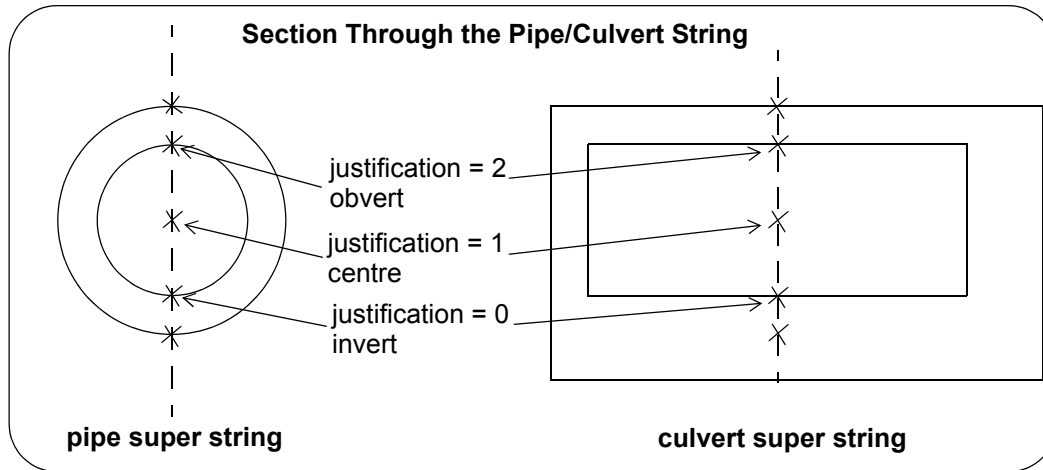 Section Through the Pipe/Culvert String
justification = 2
obvert
justification = 1
centre
justification = 0
invert
pipe super string
culvert super string